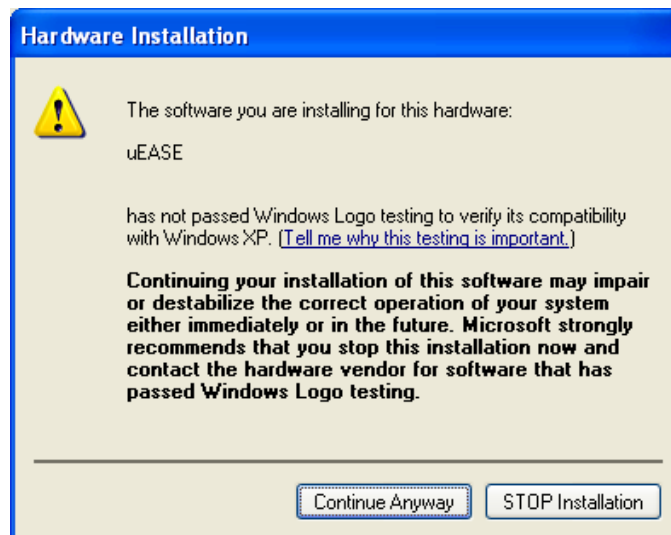 Hardware Installation
The software you are installing for this hardware:
uEASE
has not passed Windows Logo testing to verify its compatibility
with Windows XP. (Tell me why this testing is important.)
Continuing your installation of this software may impair
or destabilize the correct operation of your system
either immediately or in the future. Microsoft strongly
recommends that you stop this installation now and
contact the hardware vendor for software that has
passed Windows Logo testing.
Continue Anyway
STOP Installation